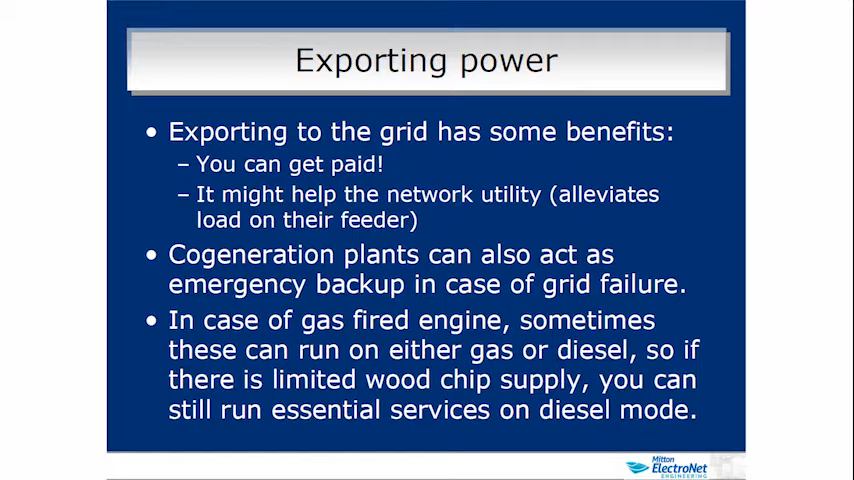 Exporting power
• Exporting to the grid has some benefits:
– You can get paid!
– It might help the network utility (alleviates
load on their feeder)
• Cogeneration plants can also act as
emergency backup in case of grid failure.
• In case of gas fired engine, sometimes
these can run on either gas or diesel, so if
there is limited wood chip supply, you can
still run essential services on diesel mode.
Mitton
ElectroNet
ENGINEERING